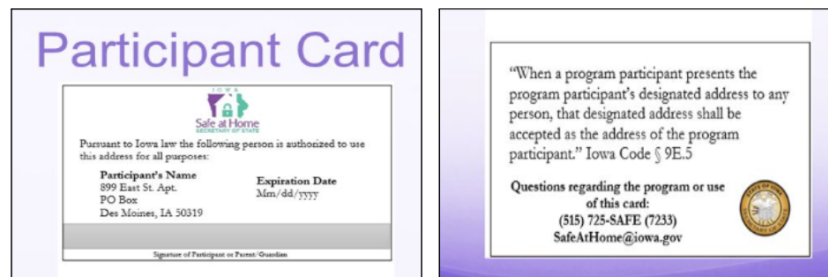 Participant Card
IOWA
Safe at Home
SECRETARY OF STATE
Pursuant to Iowa law the following person is authorized to use
this address for all purposes:
Participant's Name
899 East St. Apt.
PO Box
Des Moines, IA 50319
Expiration Date
Mm/dd/yyyy
Signature of Participant or Parent/Guardian
“When a program participant presents the
program participant’s designated address to any
person, that designated address shall be
accepted as the address of the program
participant.” Iowa Code § 9E.5
Questions regarding the program or use
of this card:
(515) 725-SAFE (7233)
SafeAtHome@iowa.gov